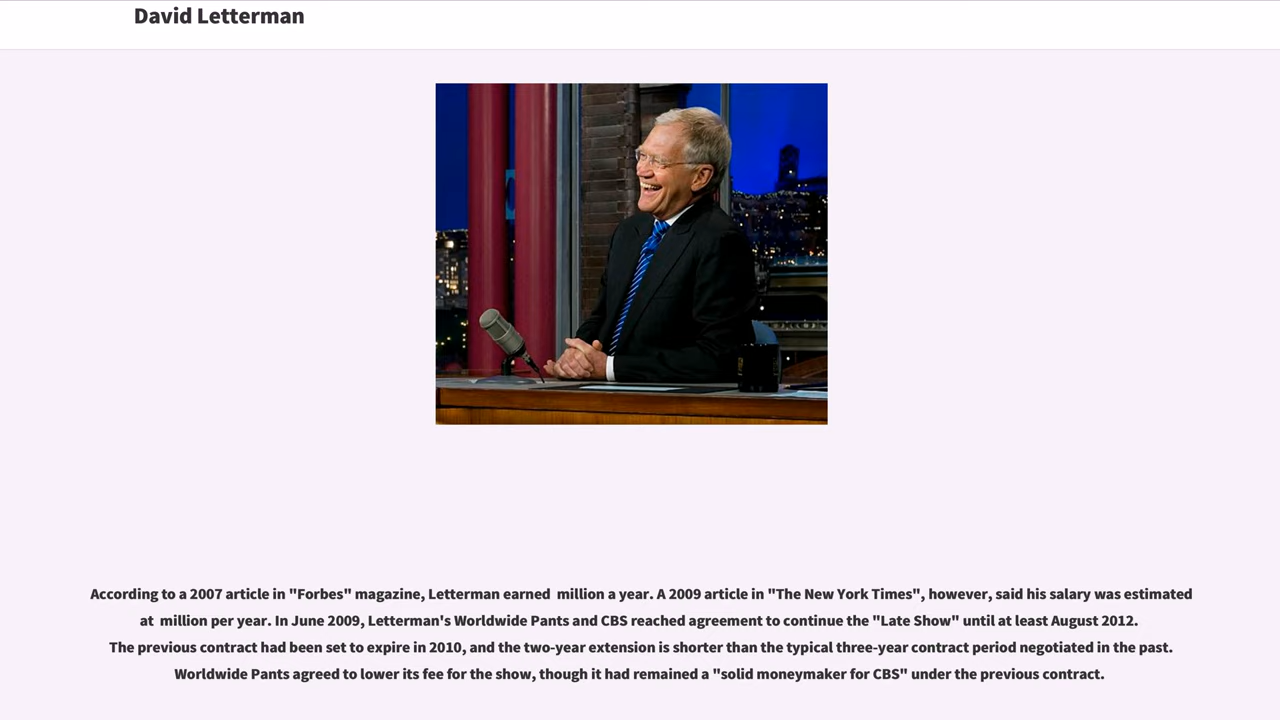 David Letterman
According to a 2007 article in "Forbes" magazine, Letterman earned  million a year. A 2009 article in "The New York Times", however, said his salary was estimated
at  million per year. In June 2009, Letterman's Worldwide Pants and CBS reached agreement to continue the "Late Show" until at least August 2012.
The previous contract had been set to expire in 2010, and the two-year extension is shorter than the typical three-year contract period negotiated in the past.
Worldwide Pants agreed to lower its fee for the show, though it had remained a "solid moneymaker for CBS" under the previous contract.